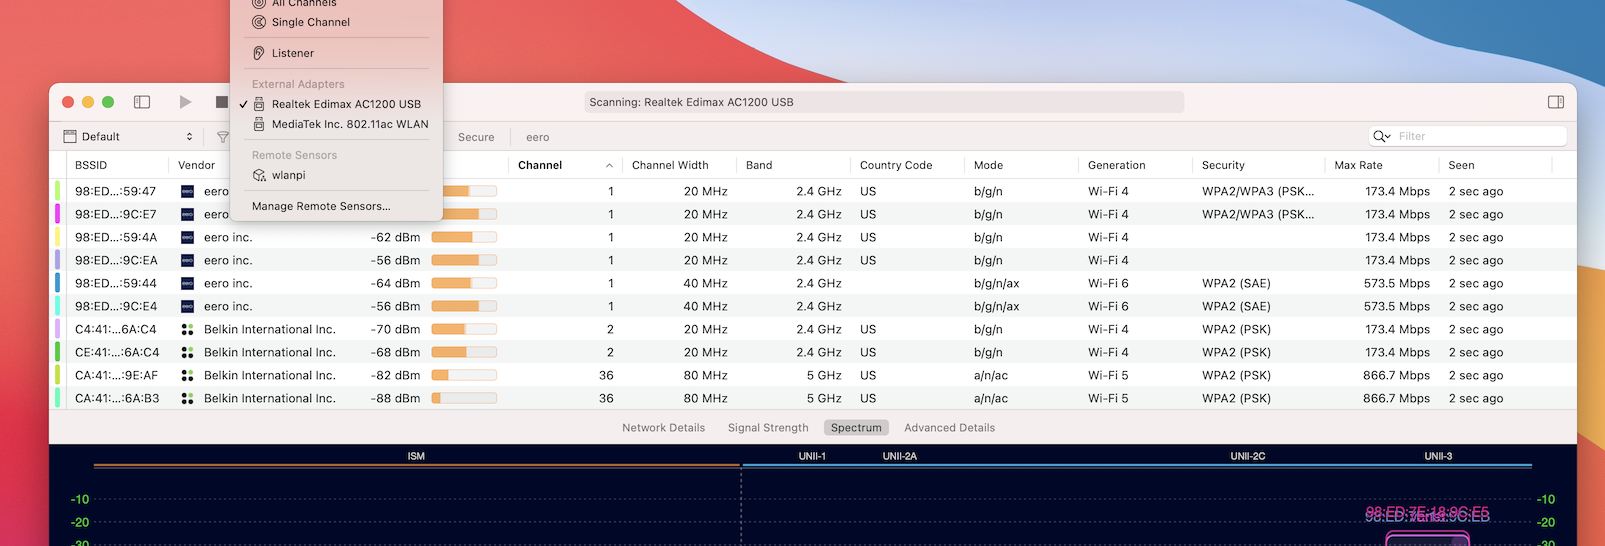 All Channels
Single Channel
Listener
External Adapters
✓ Realtek Edimax AC1200 USB
MediaTek Inc. 802.11ac WLAN
Remote Sensors
wlanpi
Manage Remote Sensors...
Scanning: Realtek Edimax AC1200 USB
Default Secure eero Filter
BSSID Vendor Channel Channel Width Band Country Code Mode Generation Security Max Rate Seen
98:ED...:59:47 eero 1 20 MHz 2.4 GHz US b/g/n Wi-Fi 4 WPA2/WPA3 (PSK... 173.4 Mbps 2 sec ago
98:ED...:9C:E7 eero 1 20 MHz 2.4 GHz US b/g/n Wi-Fi 4 WPA2/WPA3 (PSK... 173.4 Mbps 2 sec ago
98:ED...:59:4A eero inc. -62 dBm 1 20 MHz 2.4 GHz US b/g/n Wi-Fi 4 173.4 Mbps 2 sec ago
98:ED...:9C:EA eero inc. -56 dBm 1 20 MHz 2.4 GHz US b/g/n Wi-Fi 4 173.4 Mbps 2 sec ago
98:ED...:59:44 eero inc. -64 dBm 1 40 MHz 2.4 GHz b/g/n/ax Wi-Fi 6 WPA2 (SAE) 573.5 Mbps 2 sec ago
98:ED...:9C:E4 eero inc. -56 dBm 1 40 MHz 2.4 GHz b/g/n/ax Wi-Fi 6 WPA2 (SAE) 573.5 Mbps 2 sec ago
C4:41:...:6A:C4 Belkin International Inc. -70 dBm 2 20 MHz 2.4 GHz US b/g/n Wi-Fi 4 WPA2 (PSK) 173.4 Mbps 2 sec ago
CE:41:...:6A:C4 Belkin International Inc. -68 dBm 2 20 MHz 2.4 GHz US b/g/n Wi-Fi 4 WPA2 (PSK) 173.4 Mbps 2 sec ago
CA:41:...:9E:AF Belkin International Inc. -82 dBm 36 80 MHz 5 GHz US a/n/ac Wi-Fi 5 WPA2 (PSK) 866.7 Mbps 2 sec ago
CA:41:...:6A:B3 Belkin International Inc. -88 dBm 36 80 MHz 5 GHz US a/n/ac Wi-Fi 5 WPA2 (PSK) 866.7 Mbps 2 sec ago
Network Details Signal Strength Spectrum Advanced Details
ISM UNII-1 UNII-2A UNII-2C UNII-3
-10 -10
-20 -20
-30 -30